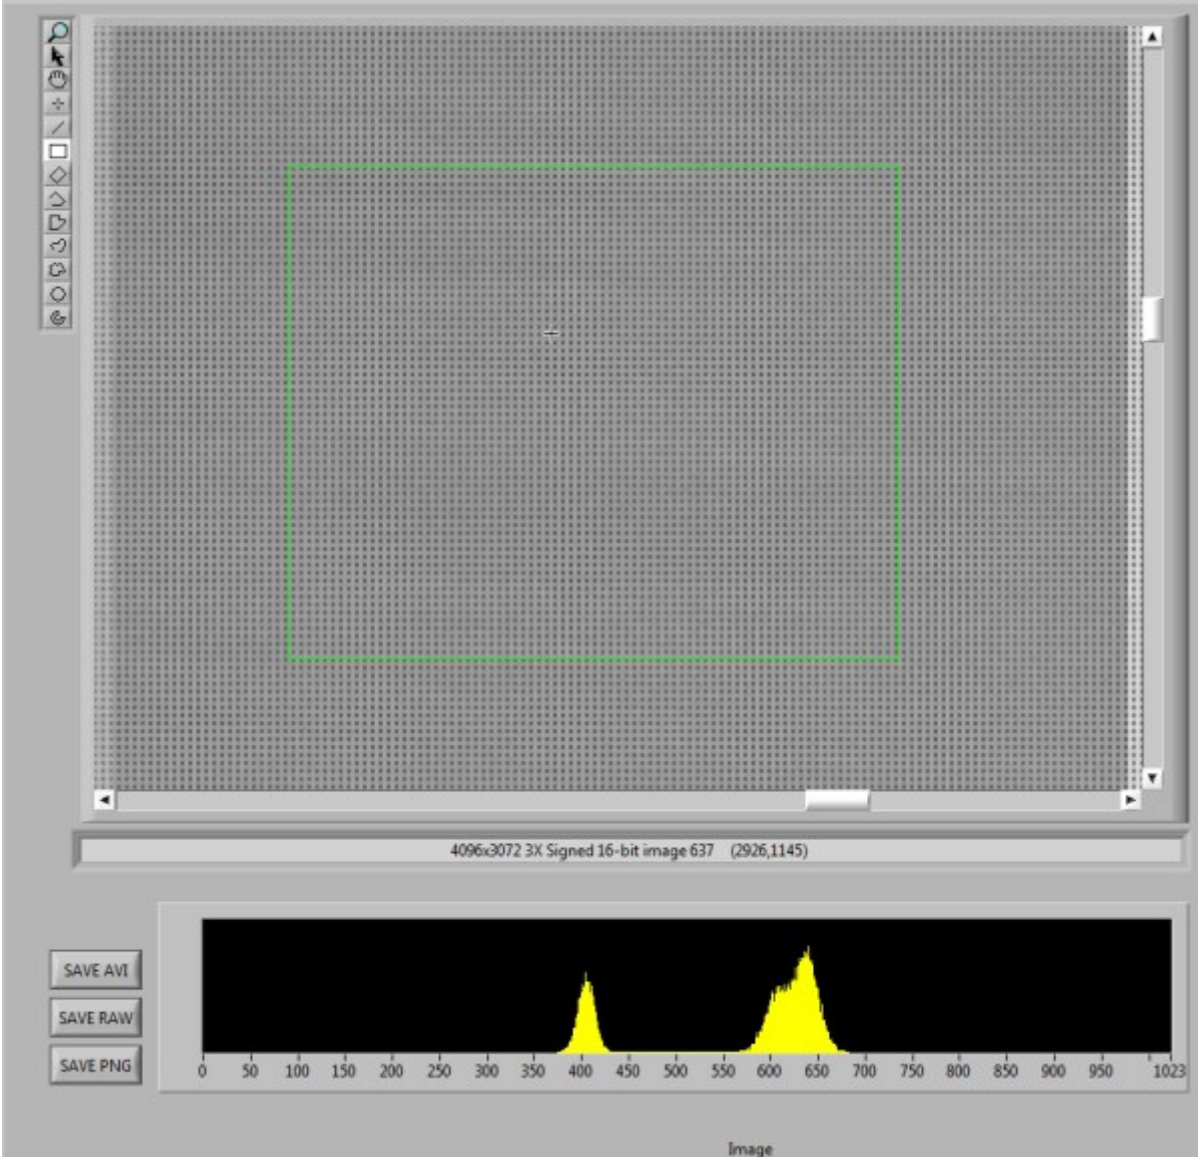 4096x3072 3X Signed 16-bit image 637 (2926,1145)
SAVE AVI
SAVE RAW
SAVE PNG
0 50 100 150 200 250 300 350 400 450 500 550 600 650 700 750 800 850 900 950 1023
Image